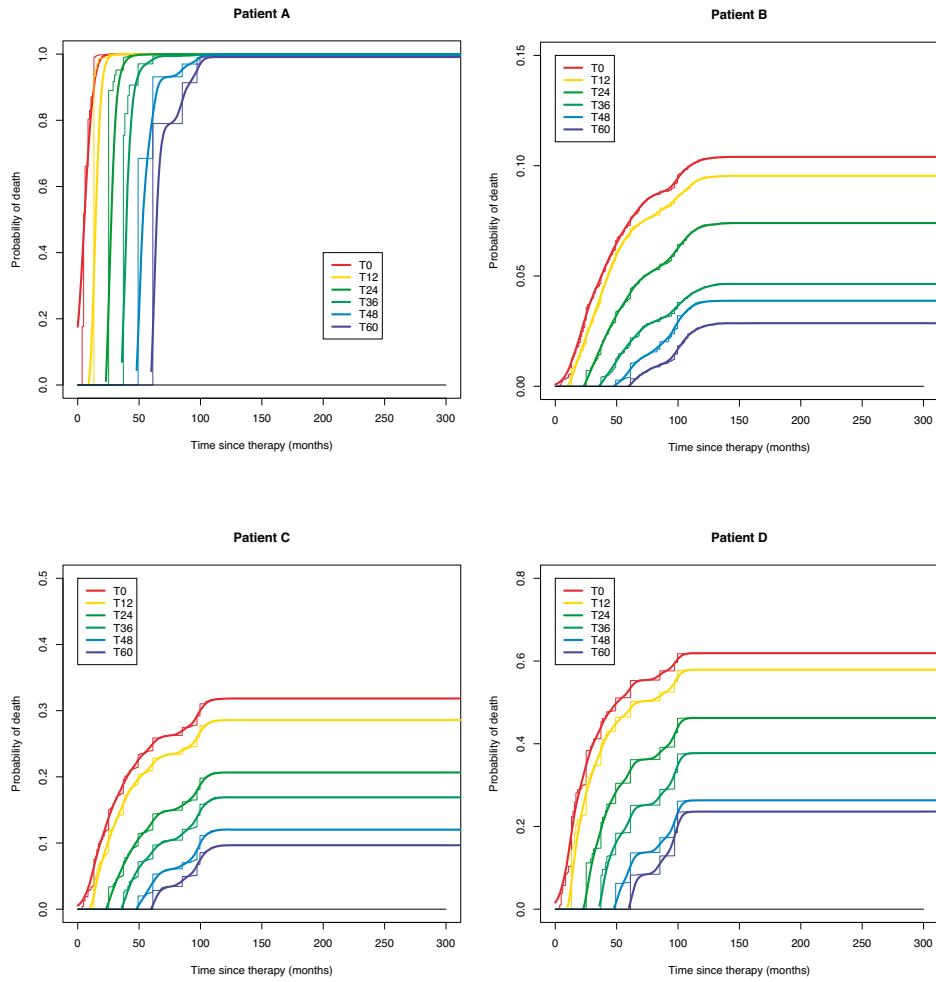 Patient A
Probability of death
0.0 0.2 0.4 0.6 0.8 1.0
T0
T12
T24
T36
T48
T60
0 50 100 150 200 250 300
Time since therapy (months)
Patient B
Probability of death
0.00 0.05 0.10 0.15
T0
T12
T24
T36
T48
T60
0 50 100 150 200 250 300
Time since therapy (months)
Patient C
Probability of death
0.0 0.1 0.2 0.3 0.4 0.5
T0
T12
T24
T36
T48
T60
0 50 100 150 200 250 300
Time since therapy (months)
Patient D
Probability of death
0.0 0.2 0.4 0.6 0.8
T0
T12
T24
T36
T48
T60
0 50 100 150 200 250 300
Time since therapy (months)